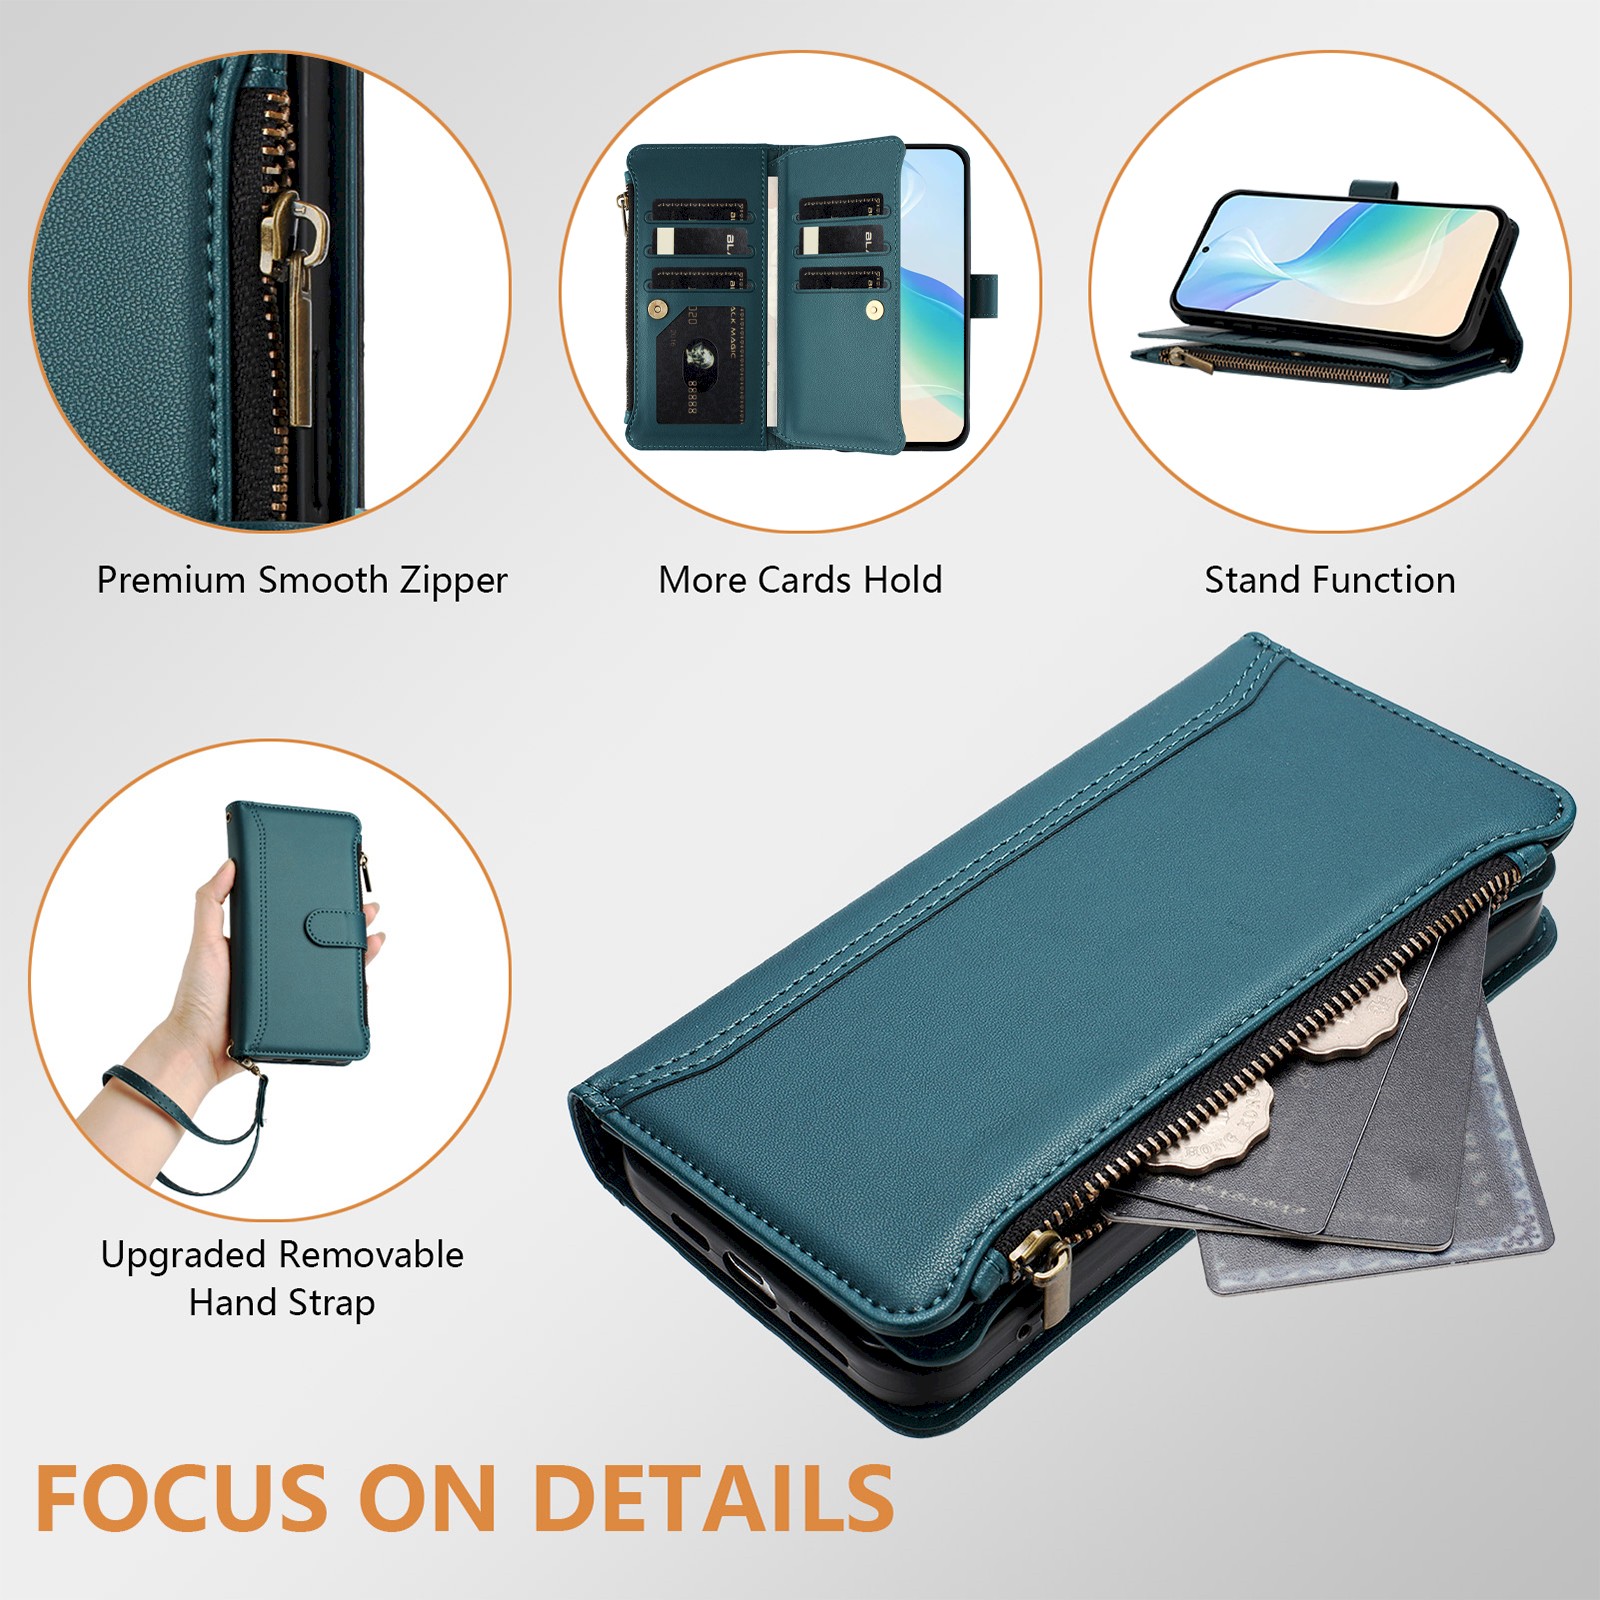 Premium Smooth Zipper
More Cards Hold
Stand Function
Upgraded Removable
Hand Strap
FOCUS ON DETAILS